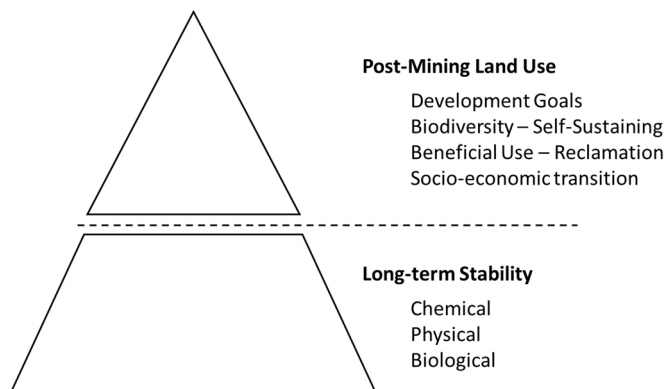 Post-Mining Land Use
Development Goals
Biodiversity – Self-Sustaining
Beneficial Use – Reclamation
Socio-economic transition
Long-term Stability
Chemical
Physical
Biological